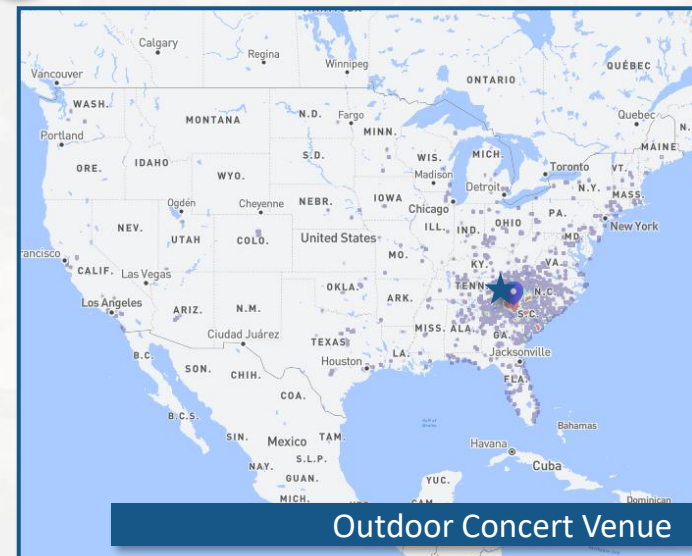 MANITOBA
Calgary
Regina
Winnipeg
Vancouver
ONTARIO
QUÉBEC
WASH.
MONTANA
N.D.
Fargo
MINN.
Quebec
N.
Portland
MAINE
ORE.
IDAHO
S.D.
WIS.
MICH.
Toronto
VT.
WYO.
Madison
Detroit
N.Y.
MASS.
Ogden
Cheyenne
NEBR.
IOWA
Chicago
PA.
New York
NEV.
UTAH
COLO.
United States
ILL.
IND.
OHIO
MD.
rancisco
MO.
KY.
VA.
CALIF.
Las Vegas
OKLA.
TENN.
N.C.
Los Angeles
ARIZ.
N.M.
ARK.
S.C.
Ciudad Juárez
TEXAS
MISS.
ALA.
GA.
B.C.
LA.
Jacksonville
SON.
CHIH.
Houston
FLA.
COA.
B.C.S.
Bahamas
SIN.
Mexico
TAM.
Havana
NAY.
S.L.P.
Cuba
GUAN.
YUC.
MICH.
CAM.
Dominican
Outdoor Concert Venue